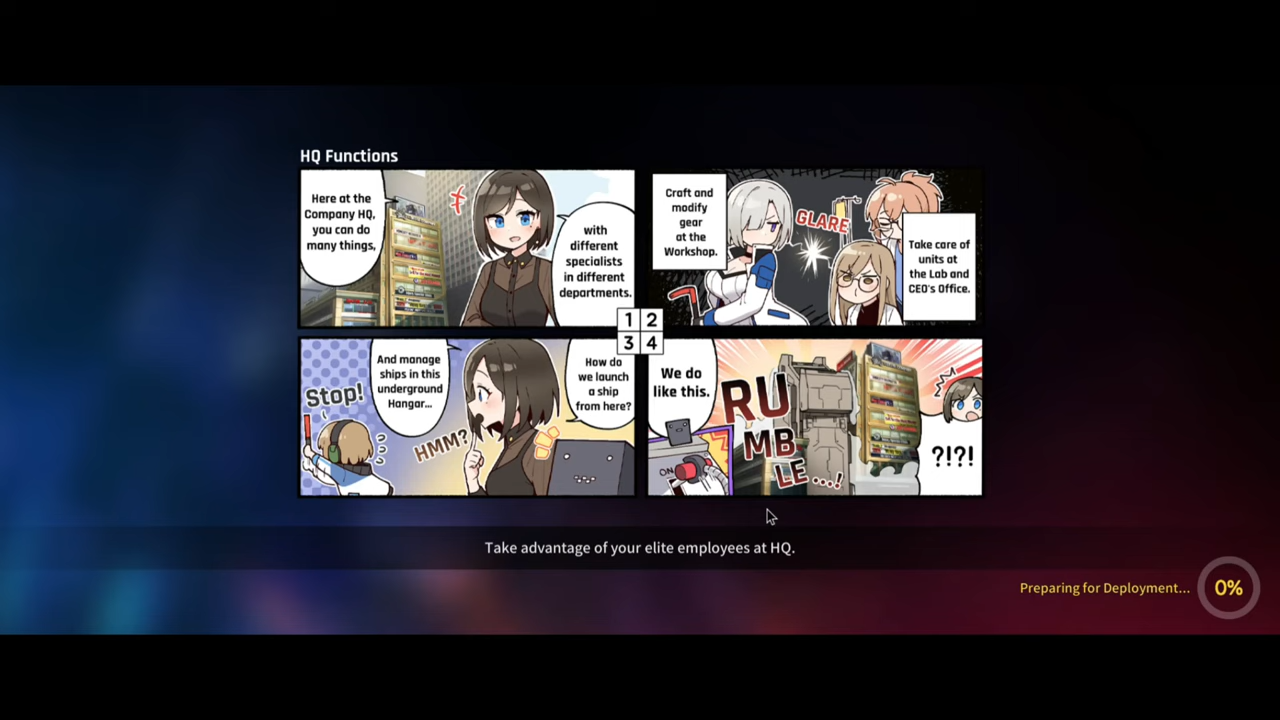 HQ Functions
Here at the
Company HQ,
you can do
many things,
with
different
specialists
in different
departments.
Craft and
modify
gear
at the
Workshop.
GLARE
Take care of
units at
the Lab and
CEO's Office.
1 2
3 4
Stop!
And manage
ships in this
underground
Hangar...
HMM?
How do
we launch
a ship
from here?
We do
like this.
ON
RU
MB
LE...!
?!?!
Take advantage of your elite employees at HQ.
Preparing for Deployment...
0%